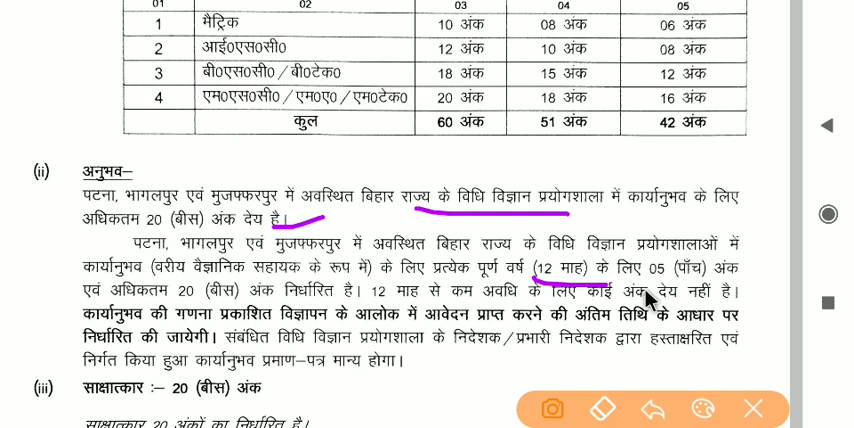 01 02 03 04 05
1 मैट्रिक 10 अंक 08 अंक 06 अंक
2 आई0एस0सी0 12 अंक 10 अंक 08 अंक
3 बी0एस0सी0/बी0टेक0 18 अंक 15 अंक 12 अंक
4 एम0एस0सी0/एम0ए0/एम0टेक0 20 अंक 18 अंक 16 अंक
कुल 60 अंक 51 अंक 42 अंक
(ii) अनुभव–
पटना, भागलपुर एवं मुजफ्फरपुर में अवस्थित बिहार राज्य के विधि विज्ञान प्रयोगशाला में कार्यानुभव के लिए
अधिकतम 20 (बीस) अंक देय है।
पटना, भागलपुर एवं मुजफ्फरपुर में अवस्थित बिहार राज्य के विधि विज्ञान प्रयोगशालाओं में
कार्यानुभव (वरीय वैज्ञानिक सहायक के रूप में) के लिए प्रत्येक पूर्ण वर्ष (12 माह) के लिए 05 (पाँच) अंक
एवं अधिकतम 20 (बीस) अंक निर्धारित है। 12 माह से कम अवधि के लिए कोई अंक देय नहीं है।
कार्यानुभव की गणना प्रकाशित विज्ञापन के आलोक में आवेदन प्राप्त करने की अंतिम तिथि के आधार पर
निर्धारित की जायेगी। संबंधित विधि विज्ञान प्रयोगशाला के निदेशक/प्रभारी निदेशक द्वारा हस्ताक्षरित एवं
निर्गत किया हुआ कार्यानुभव प्रमाण–पत्र मान्य होगा।
(iii) साक्षात्कार :– 20 (बीस) अंक
साक्षात्कार 20 अंकों का निर्धारित है।